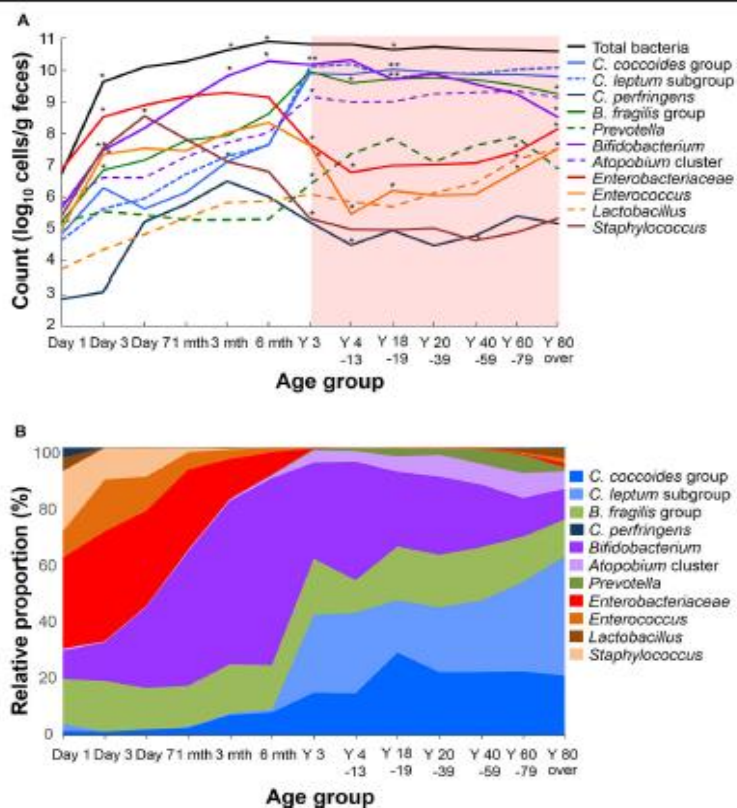 A
11
10
9
8
7
6
5
4
3
2
Count (log10 cells/g feces)
Day 1 Day 3 Day 7 1 mth 3 mth 6 mth Y 3 Y 4 -13 Y 18 -19 Y 20 -39 Y 40 -59 Y 60 -79 Y 80 over
Age group
Total bacteria
C. coccoides group
C. leptum subgroup
C. perfringens
B. fragilis group
Prevotella
Bifidobacterium
Atopobium cluster
Enterobacteriaceae
Enterococcus
Lactobacillus
Staphylococcus
B
100
80
60
40
20
0
Relative proportion (%)
Day 1 Day 3 Day 7 1 mth 3 mth 6 mth Y 3 Y 4 -13 Y 18 -19 Y 20 -39 Y 40 -59 Y 60 -79 Y 80 over
Age group
C. coccoides group
C. leptum subgroup
B. fragilis group
C. perfringens
Bifidobacterium
Atopobium cluster
Prevotella
Enterobacteriaceae
Enterococcus
Lactobacillus
Staphylococcus